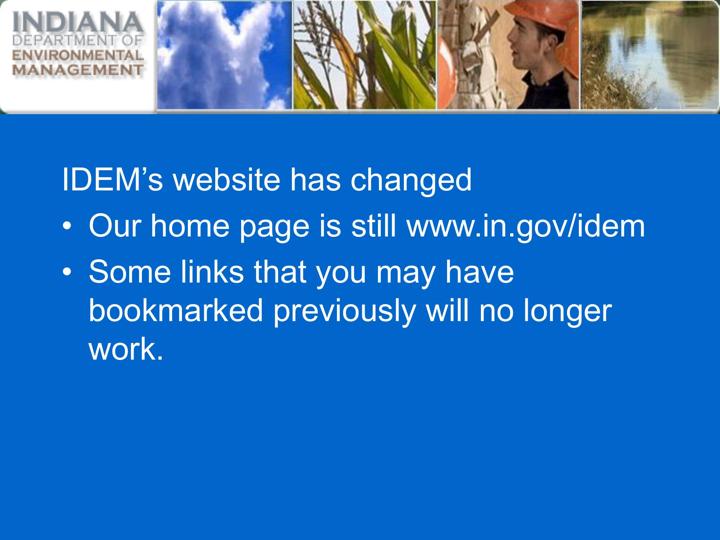 INDIANA
DEPARTMENT OF
ENVIRONMENTAL
MANAGEMENT
IDEM’s website has changed
• Our home page is still www.in.gov/idem
• Some links that you may have
bookmarked previously will no longer
work.